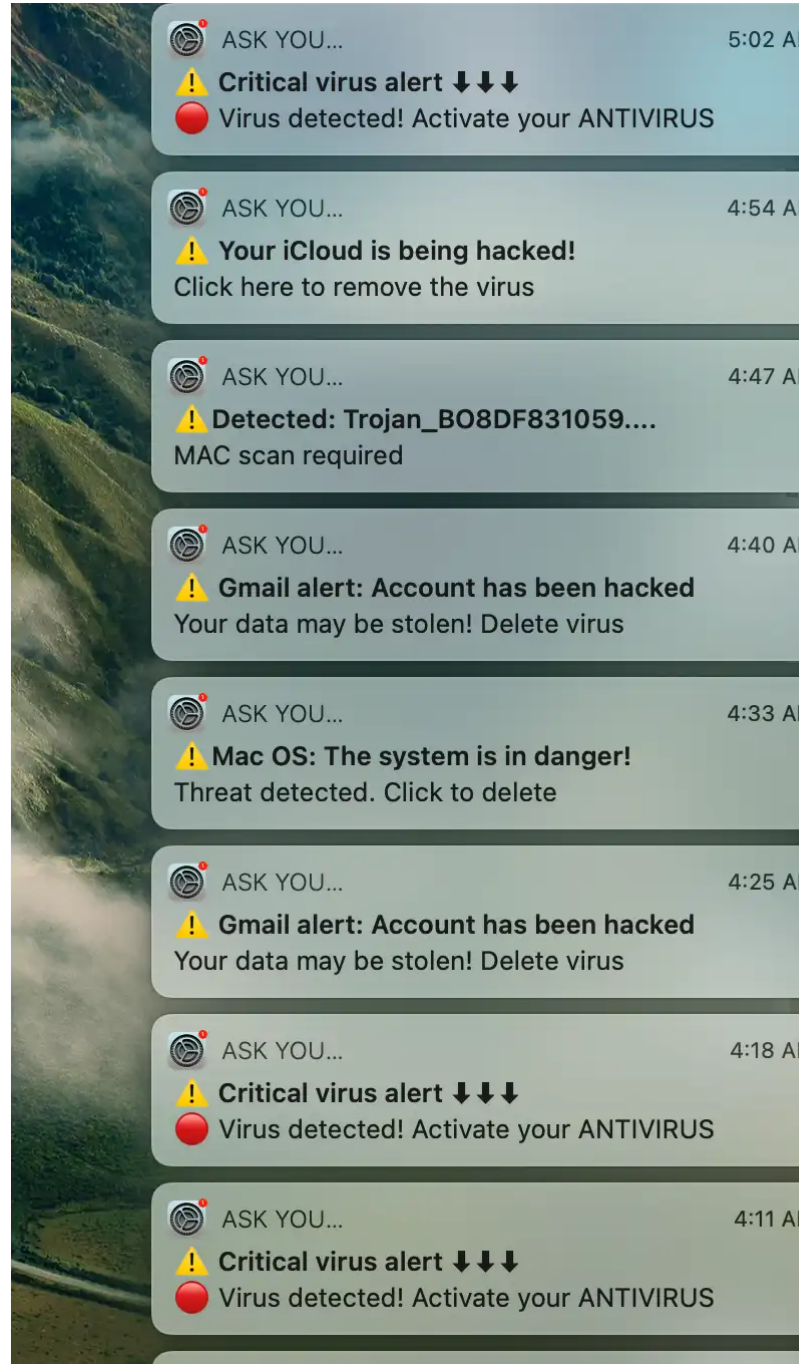 ASK YOU...
5:02 A
⚠️ Critical virus alert ⬇⬇⬇
🔴 Virus detected! Activate your ANTIVIRUS
ASK YOU...
4:54 A
⚠️ Your iCloud is being hacked!
Click here to remove the virus
ASK YOU...
4:47 A
⚠️Detected: Trojan_BO8DF831059....
MAC scan required
ASK YOU...
4:40 A
⚠️ Gmail alert: Account has been hacked
Your data may be stolen! Delete virus
ASK YOU...
4:33 A
⚠️Mac OS: The system is in danger!
Threat detected. Click to delete
ASK YOU...
4:25 A
⚠️ Gmail alert: Account has been hacked
Your data may be stolen! Delete virus
ASK YOU...
4:18 A
⚠️ Critical virus alert ⬇⬇⬇
🔴 Virus detected! Activate your ANTIVIRUS
ASK YOU...
4:11 A
⚠️ Critical virus alert ⬇⬇⬇
🔴 Virus detected! Activate your ANTIVIRUS